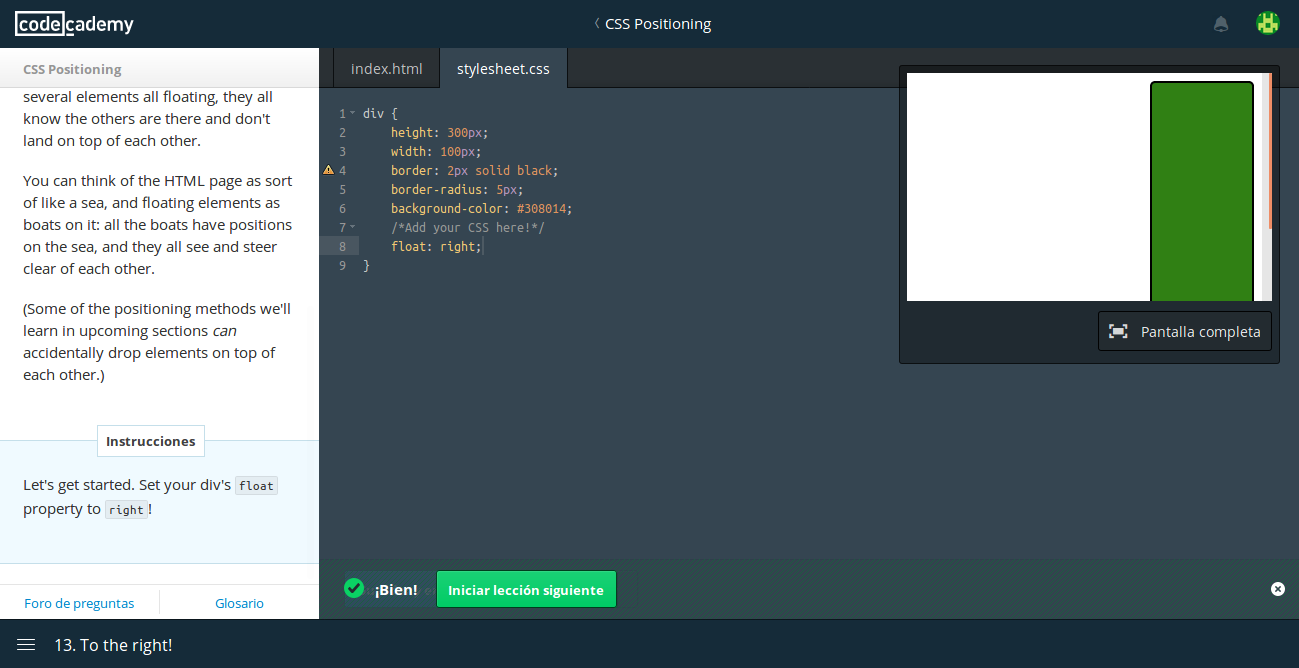 codecademy
CSS Positioning
CSS Positioning
several elements all floating, they all
know the others are there and don't
land on top of each other.
You can think of the HTML page as sort
of like a sea, and floating elements as
boats on it: all the boats have positions
on the sea, and they all see and steer
clear of each other.
(Some of the positioning methods we'll
learn in upcoming sections can
accidentally drop elements on top of
each other.)
Instrucciones
Let's get started. Set your div's float
property to right!
Foro de preguntas
Glosario
index.html
stylesheet.css
1 div {
2 height: 300px;
3 width: 100px;
4 border: 2px solid black;
5 border-radius: 5px;
6 background-color: #308014;
7 /*Add your CSS here!*/
8 float: right;
9 }
Pantalla completa
¡Bien!
Iniciar lección siguiente
13. To the right!